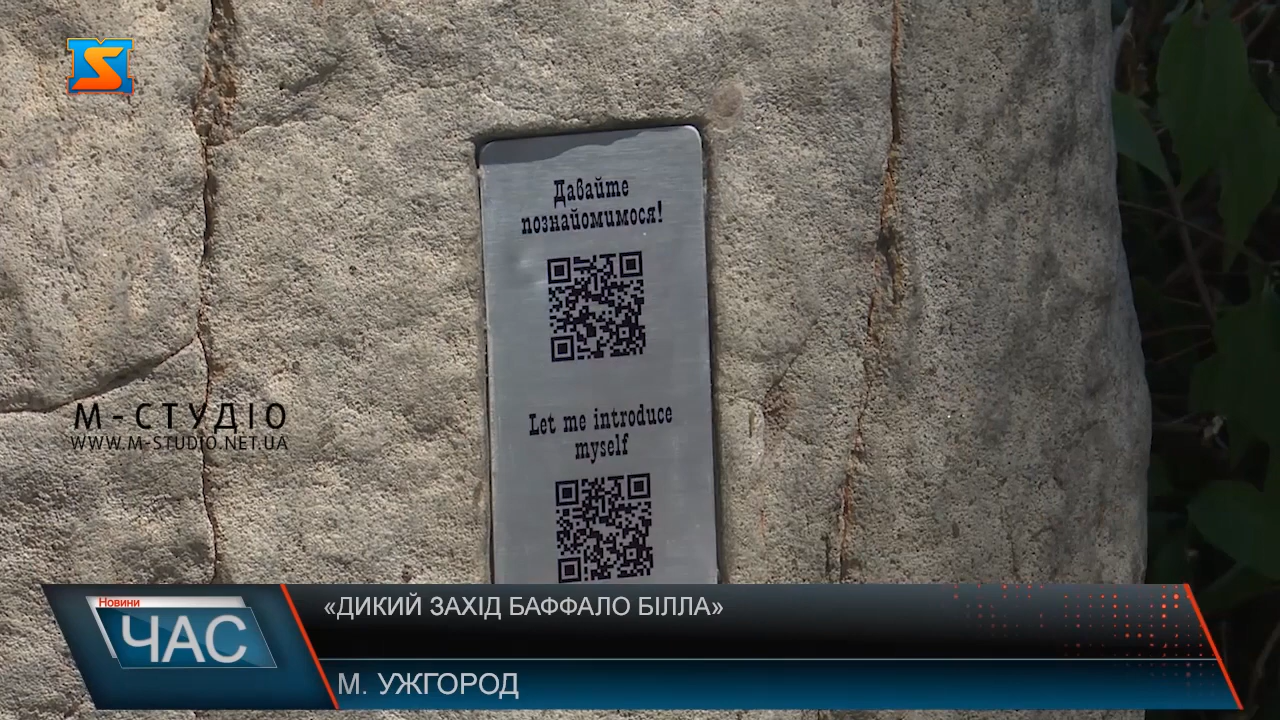 Давайте
познайомимося!
Let me introduce
myself
М-СТУДІО
WWW.M-STUDIO.NET.UA
Новини
ЧАС
«ДИКИЙ ЗАХІД БАФФАЛО БІЛЛА»
М. УЖГОРОД